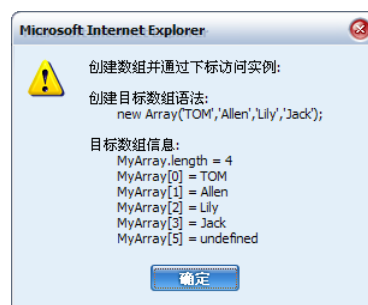 Microsoft Internet Explorer
创建数组并通过下标访问实例:
创建目标数组语法:
new Array('TOM','Allen','Lily','Jack');
目标数组信息:
MyArray.length = 4
MyArray[0] = TOM
MyArray[1] = Allen
MyArray[2] = Lily
MyArray[3] = Jack
MyArray[5] = undefined
确定